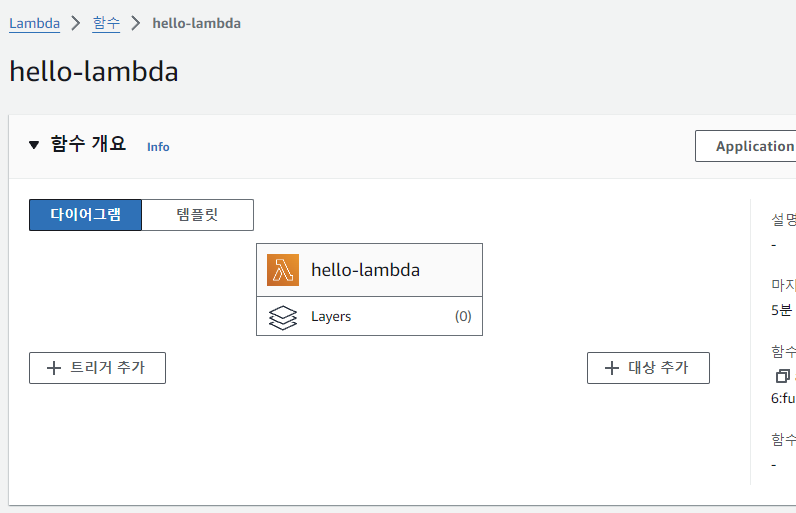 Lambda > 함수 > hello-lambda
hello-lambda
함수 개요 Info
Application
다이어그램 템플릿
hello-lambda
Layers (0)
+ 트리거 추가
+ 대상 추가
설명
-
5분
함수
6:fu
함수
-